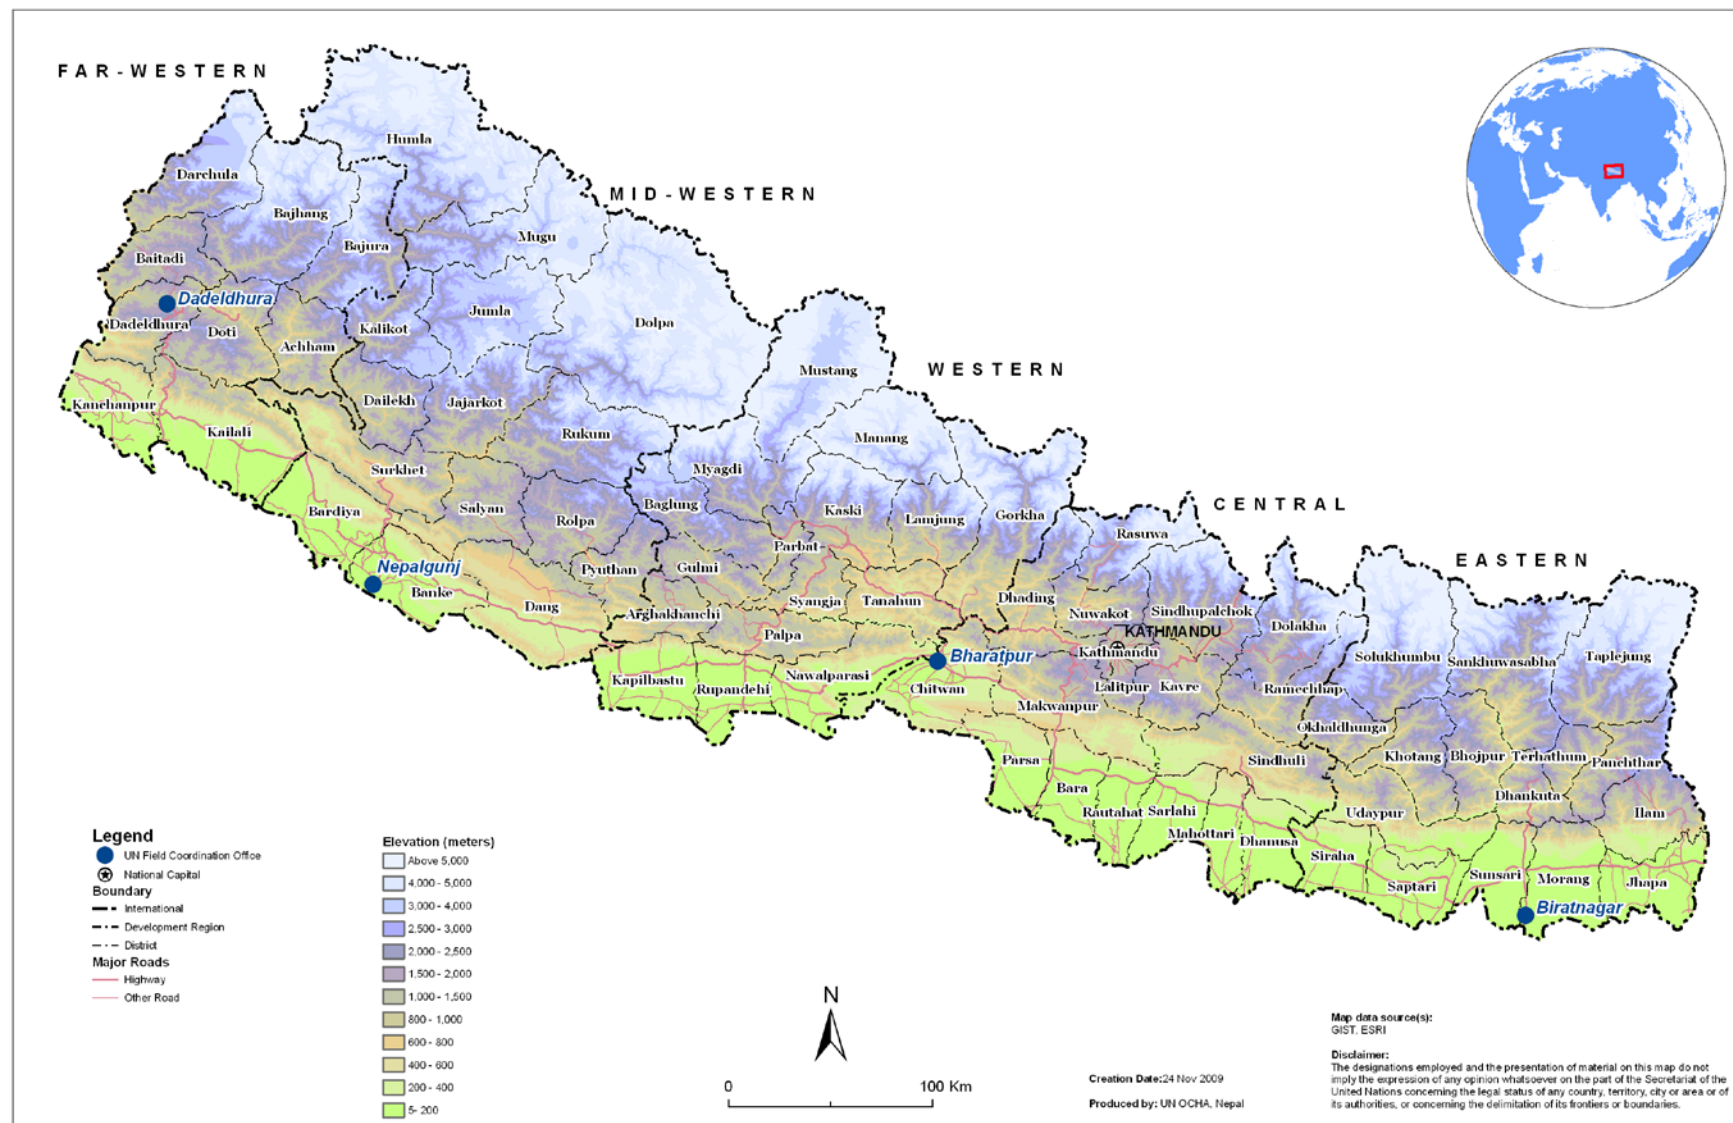 FAR-WESTERN
Humla
Darchula
MID-WESTERN
Bajhang
Mugu
Bajura
Baitadi
Dadeldhura
Jumla
Dolpa
Dadeldhura
Doti
Kalikot
Achham
Mustang
WESTERN
Kanchanpur
Dailekh
Jajarkot
Kailali
Rukum
Manang
Surkhet
Myagdi
CENTRAL
Bardiya
Salyan
Rolpa
Baglung
Kaski
Lamjung
Gorkha
Rasuwa
Parbat
EASTERN
Nepalgunj
Pyuthan
Gulmi
Banke
Dang
Arghakhanchi
Syangja
Tanahun
Dhading
Nuwakot
Sindhupalchok
Dolakha
Palpa
KATHMANDU
Kathmandu
Bharatpur
Solukhumbu
Sankhuwasabha
Taplejung
Kapilbastu
Rupandehi
Nawalparasi
Chitwan
Lalitpur
Kavre
Ramechhap
Makwanpur
Okhaldhunga
Parsa
Sindhuli
Khotang
Bhojpur
Terhathum
Panchthar
Bara
Dhankuta
Rautahat
Sarlahi
Udaypur
Ilam
Mahottari
Dhanusa
Siraha
Saptari
Sunsari
Morang
Jhapa
Biratnagar
Legend
UN Field Coordination Office
National Capital
Boundary
International
Development Region
District
Major Roads
Highway
Other Road
Elevation (meters)
Above 5,000
4,000 - 5,000
3,000 - 4,000
2,500 - 3,000
2,000 - 2,500
1,500 - 2,000
1,000 - 1,500
800 - 1,000
600 - 800
400 - 600
200 - 400
5- 200
N
0 100 Km
Creation Date:24 Nov 2009
Produced by: UN OCHA, Nepal
Map data source(s):
GIST, ESRI
Disclaimer:
The designations employed and the presentation of material on this map do not
imply the expression of any opinion whatsoever on the part of the Secretariat of the
United Nations concerning the legal status of any country, territory, city or area or of
its authorities, or concerning the delimitation of its frontiers or boundaries.